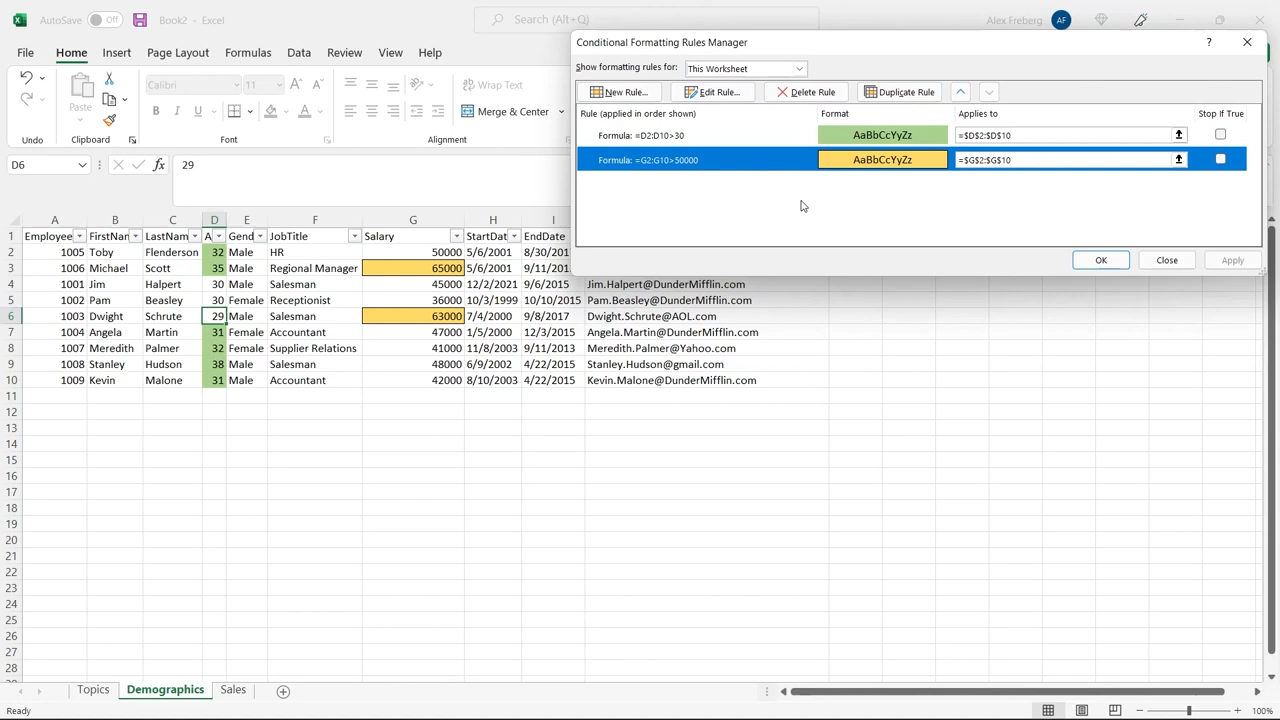 AutoSave Off Book2 - Excel Search (Alt+Q) Alex Freberg AF
File Home Insert Page Layout Formulas Data Review View Help
Paste
Calibri 11
B I U A
Wrap Text
Merge & Center
Undo Clipboard Font Alignment
D6 fx 29
Conditional Formatting Rules Manager ?
Show formatting rules for: This Worksheet
New Rule... Edit Rule... Delete Rule Duplicate Rule
Rule (applied in order shown) Format Applies to Stop If True
Formula: =D2:D10>30 AaBbCcYyZz =$D$2:$D$10
Formula: =G2:G10>50000 AaBbCcYyZz =$G$2:$G$10
OK Close Apply
A B C D E F G H I
1 Employee FirstNan LastNam A Gend JobTitle Salary StartDat EndDate
2 1005 Toby Flenderson 32 Male HR 50000 5/6/2001 8/30/2017
3 1006 Michael Scott 35 Male Regional Manager 65000 5/6/2001 9/11/201
4 1001 Jim Halpert 30 Male Salesman 45000 12/2/2021 9/6/2015 Jim.Halpert@DunderMifflin.com
5 1002 Pam Beasley 30 Female Receptionist 36000 10/3/1999 10/10/2015 Pam.Beasley@DunderMifflin.com
6 1003 Dwight Schrute 29 Male Salesman 63000 7/4/2000 9/8/2017 Dwight.Schrute@AOL.com
7 1004 Angela Martin 31 Female Accountant 47000 1/5/2000 12/3/2015 Angela.Martin@DunderMifflin.com
8 1007 Meredith Palmer 32 Female Supplier Relations 41000 11/8/2003 9/11/2013 Meredith.Palmer@Yahoo.com
9 1008 Stanley Hudson 38 Male Salesman 48000 6/9/2002 4/22/2015 Stanley.Hudson@gmail.com
10 1009 Kevin Malone 31 Male Accountant 42000 8/10/2003 4/22/2015 Kevin.Malone@DunderMifflin.com
11
12
13
14
15
16
17
18
19
20
21
22
23
24
25
26
27
28
Topics Demographics Sales
Ready 100%